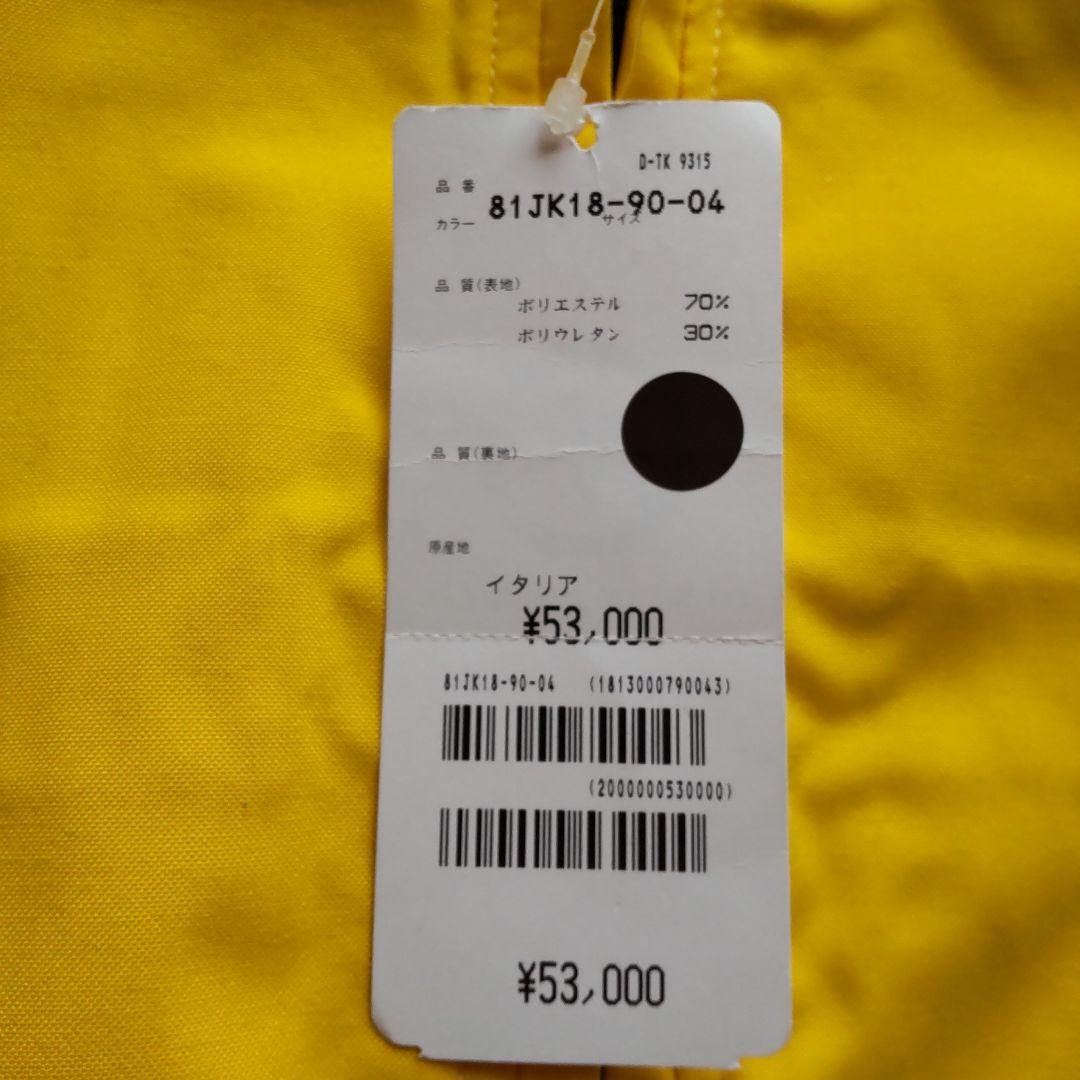 D-TK 9315
品 番
81JK18-90-04
カラー サイズ
品 質(表地)
ポリエステル 70%
ポリウレタン 30%
品 質(裏地)
原産地
イタリア
¥53,000
81JK18-90-04 (1813000790043)
(2000000530000)
¥53,000